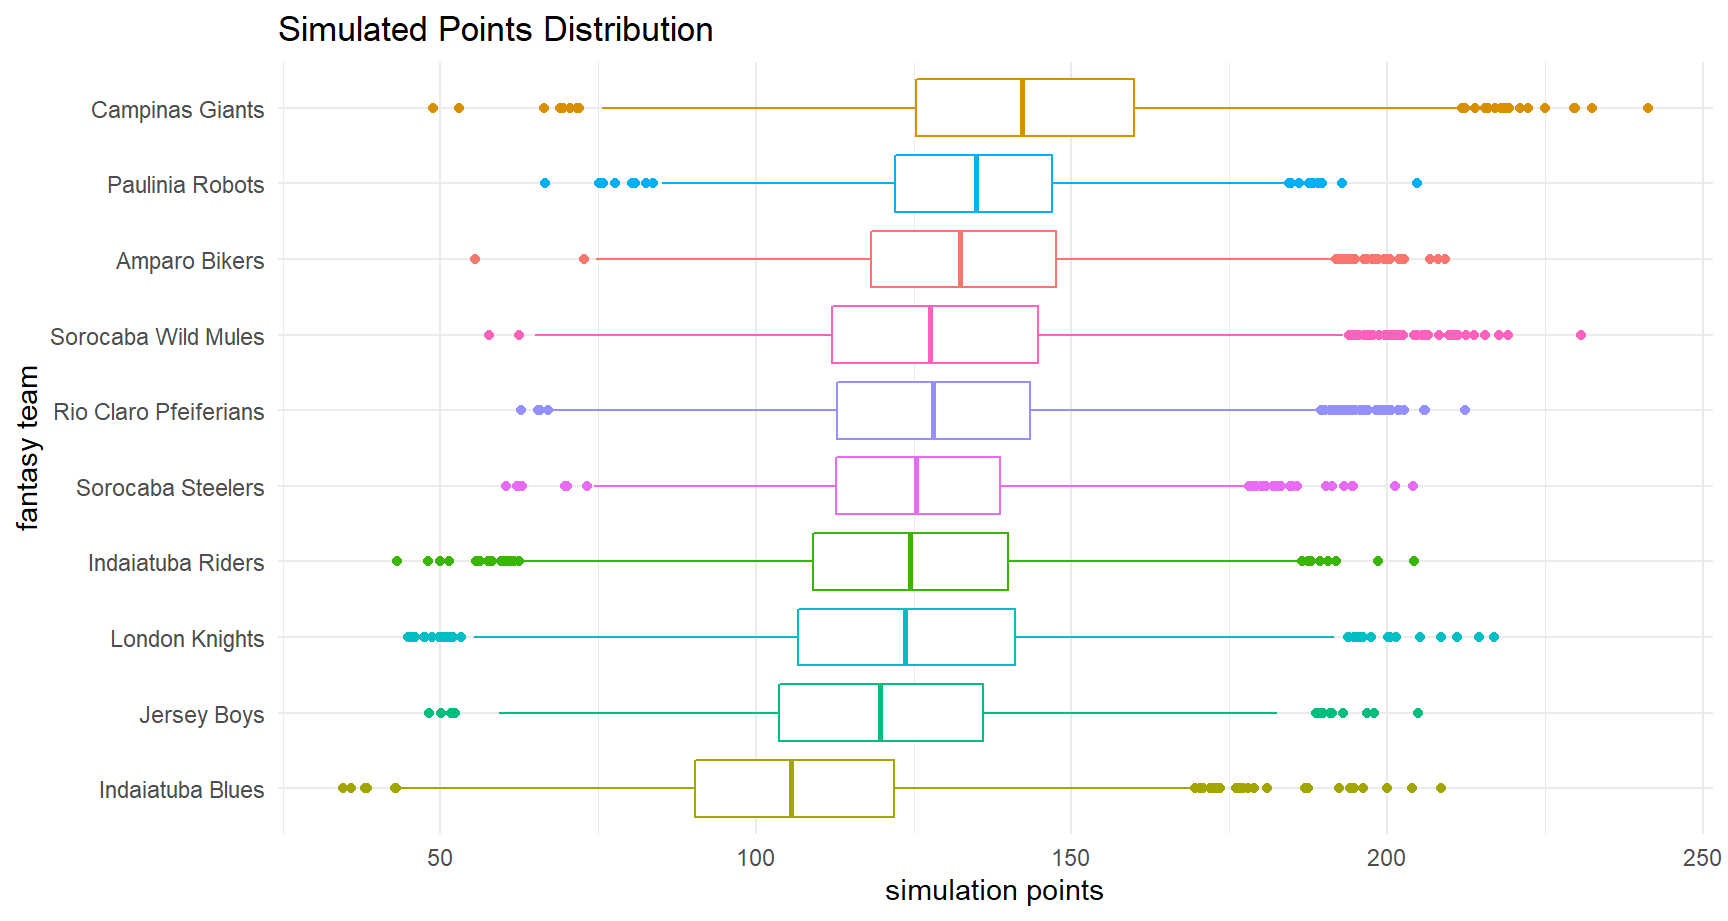 Simulated Points Distribution
fantasy team
Campinas Giants
Paulinia Robots
Amparo Bikers
Sorocaba Wild Mules
Rio Claro Pfeiferians
Sorocaba Steelers
Indaiatuba Riders
London Knights
Jersey Boys
Indaiatuba Blues
50 100 150 200 250
simulation points